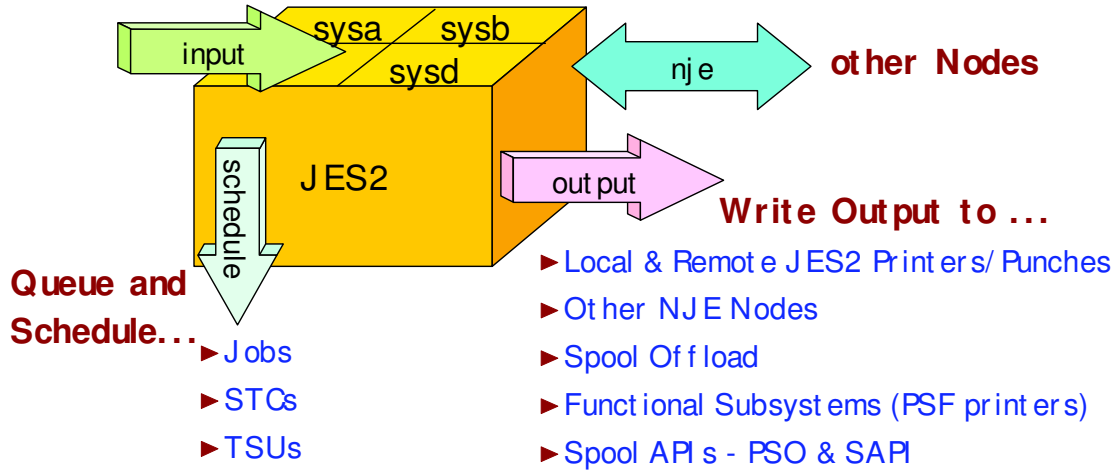 sysa
sysb
input
sysd
nje
other Nodes
JES2
schedule
output
Write Output to ...
Queue and
Schedule...
► Jobs
► STCs
► TSUs
► Local & Remote JES2 Printers/Punches
► Other NJE Nodes
► Spool Offload
► Functional Subsystems (PSF printers)
► Spool APIs - PSO & SAPI